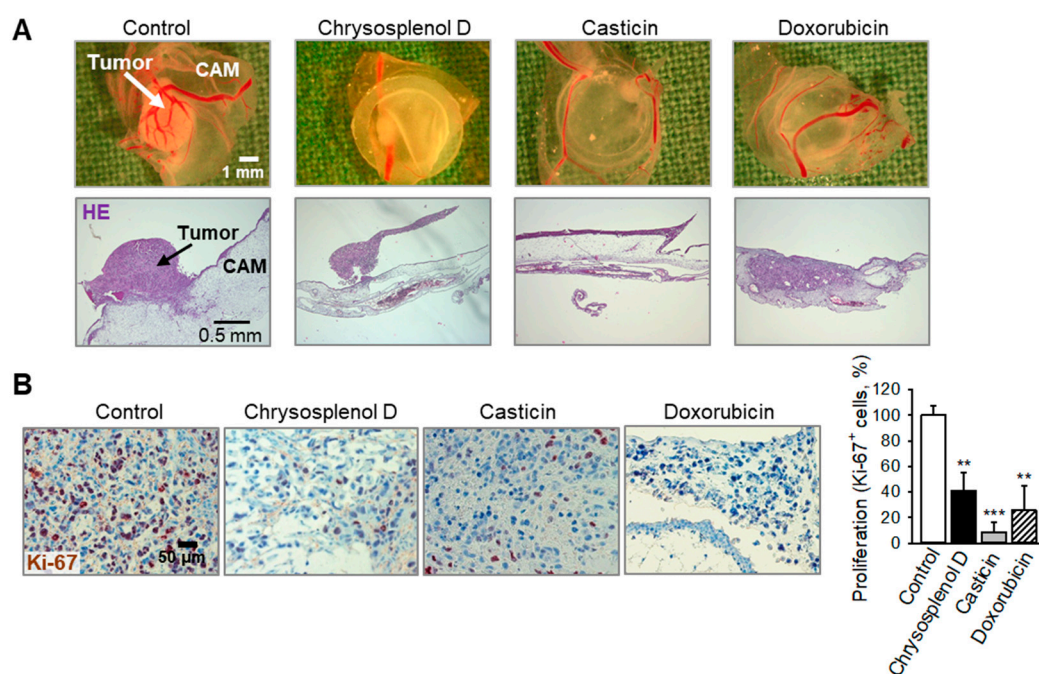 A
Control
Chrysosplenol D
Casticin
Doxorubicin
Tumor
CAM
1 mm
HE
Tumor
CAM
0.5 mm
B
Control
Chrysosplenol D
Casticin
Doxorubicin
Ki-67
50 μm
Proliferation (Ki-67⁺ cells, %)
120
100
80
60
40
20
0
**
***
**
Control
Chrysosplenol D
Casticin
Doxorubicin